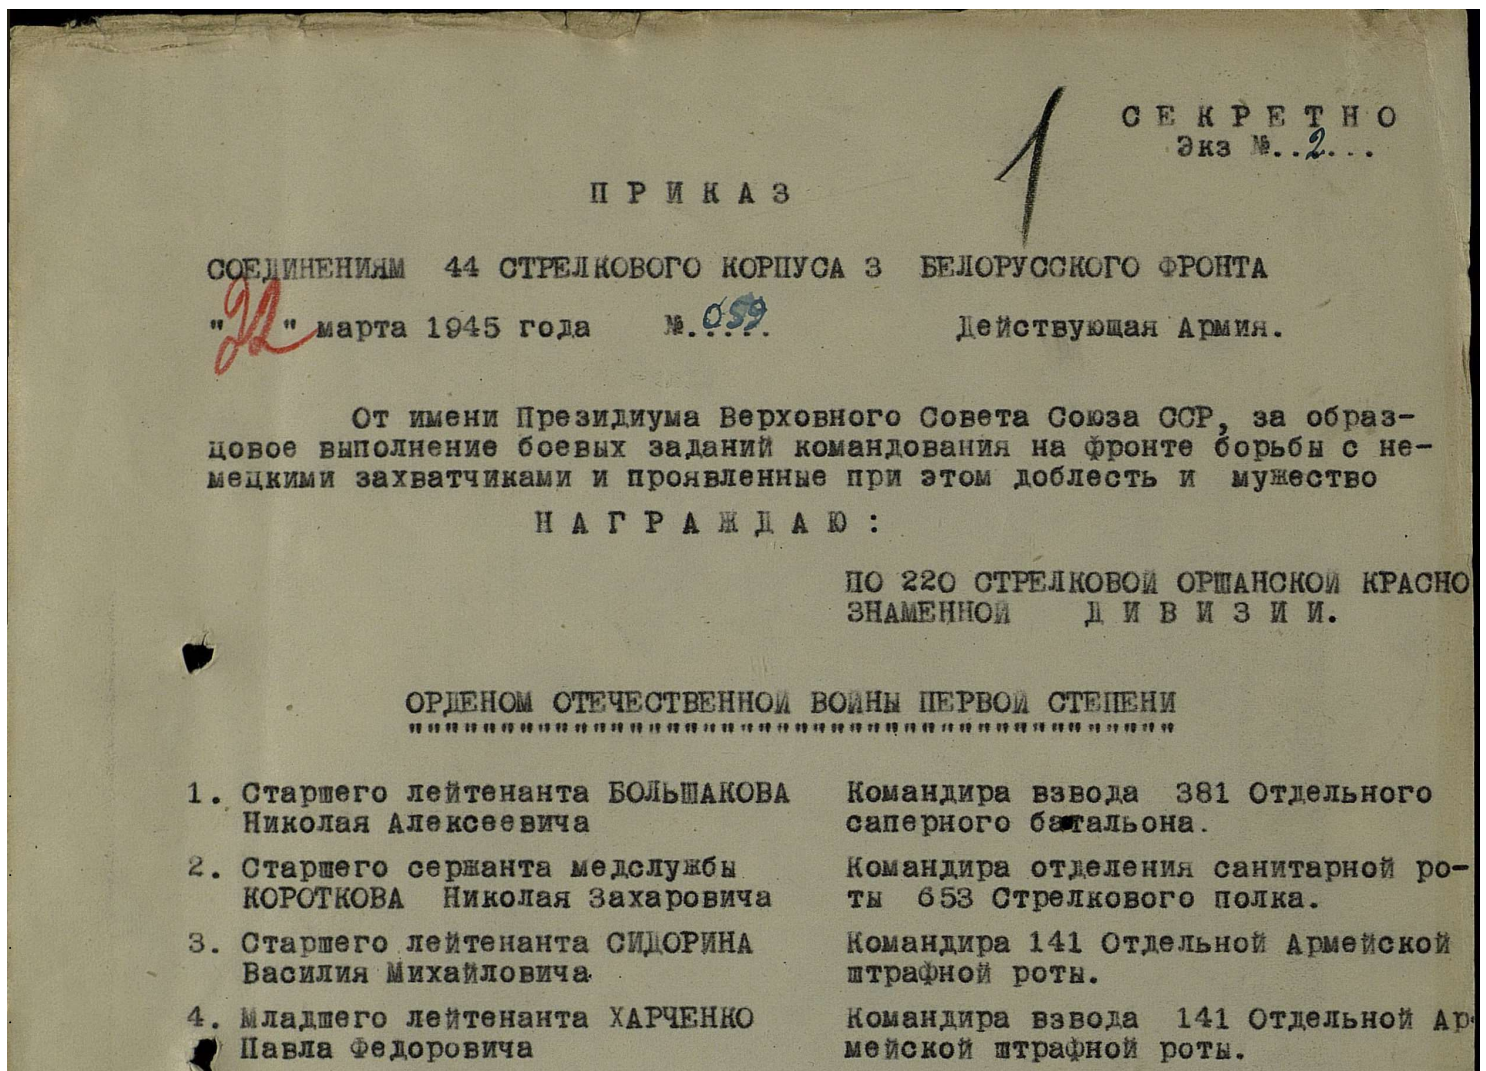 1
СЕКРЕТНО
Экз №..2...
ПРИКАЗ
СОЕДИНЕНИЯМ 44 СТРЕЛКОВОГО КОРПУСА 3 БЕЛОРУССКОГО ФРОНТА
"22" марта 1945 года №.059.. Действующая Армия.
От имени Президиума Верховного Совета Союза ССР, за образ-
цовое выполнение боевых заданий командования на фронте борьбы с не-
мецкими захватчиками и проявленные при этом доблесть и мужество
НАГРАЖДАЮ:
ПО 220 СТРЕЛКОВОЙ ОРШАНСКОЙ КРАСНО
ЗНАМЕННОЙ ДИВИЗИИ.
ОРДЕНОМ ОТЕЧЕСТВЕННОЙ ВОЙНЫ ПЕРВОЙ СТЕПЕНИ
1. Старшего лейтенанта БОЛЬШАКОВА Командира взвода 381 Отдельного
Николая Алексеевича саперного батальона.
2. Старшего сержанта медслужбы Командира отделения санитарной ро-
КОРОТКОВА Николая Захаровича ты 653 Стрелкового полка.
3. Старшего лейтенанта СИДОРИНА Командира 141 Отдельной Армейской
Василия Михайловича штрафной роты.
4. Младшего лейтенанта ХАРЧЕНКО Командира взвода 141 Отдельной Ар-
Павла Федоровича мейской штрафной роты.